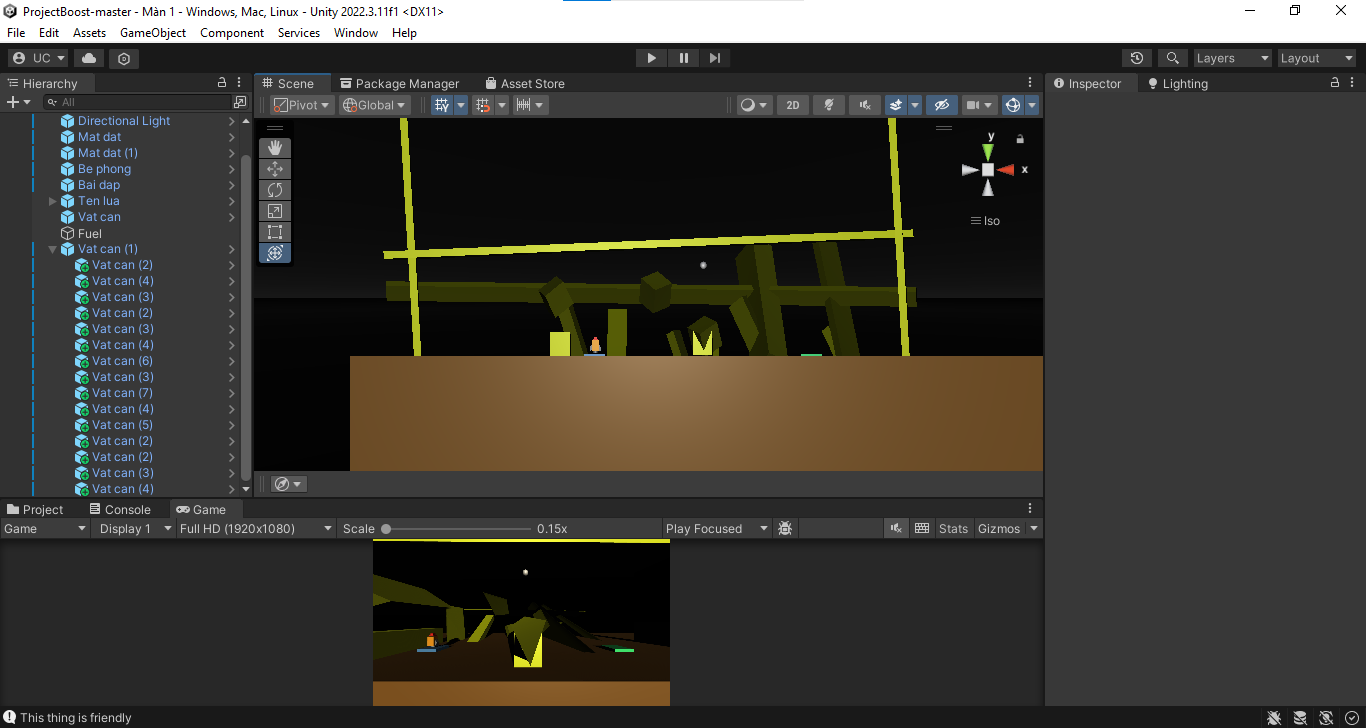 ProjectBoost-master - Màn 1 - Windows, Mac, Linux - Unity 2022.3.11f1 <DX11>
File Edit Assets GameObject Component Services Window Help
UC Layers Layout
Hierarchy
All
Directional Light
Mat dat
Mat dat (1)
Be phong
Bai dap
Ten lua
Vat can
Fuel
Vat can (1)
Vat can (2)
Vat can (4)
Vat can (3)
Vat can (2)
Vat can (3)
Vat can (4)
Vat can (6)
Vat can (3)
Vat can (7)
Vat can (4)
Vat can (5)
Vat can (2)
Vat can (2)
Vat can (3)
Vat can (4)
Scene Package Manager Asset Store
Pivot Global 2D
y
x
Iso
Inspector Lighting
Project Console Game
Game Display 1 Full HD (1920x1080) Scale 0.15x Play Focused Stats Gizmos
This thing is friendly